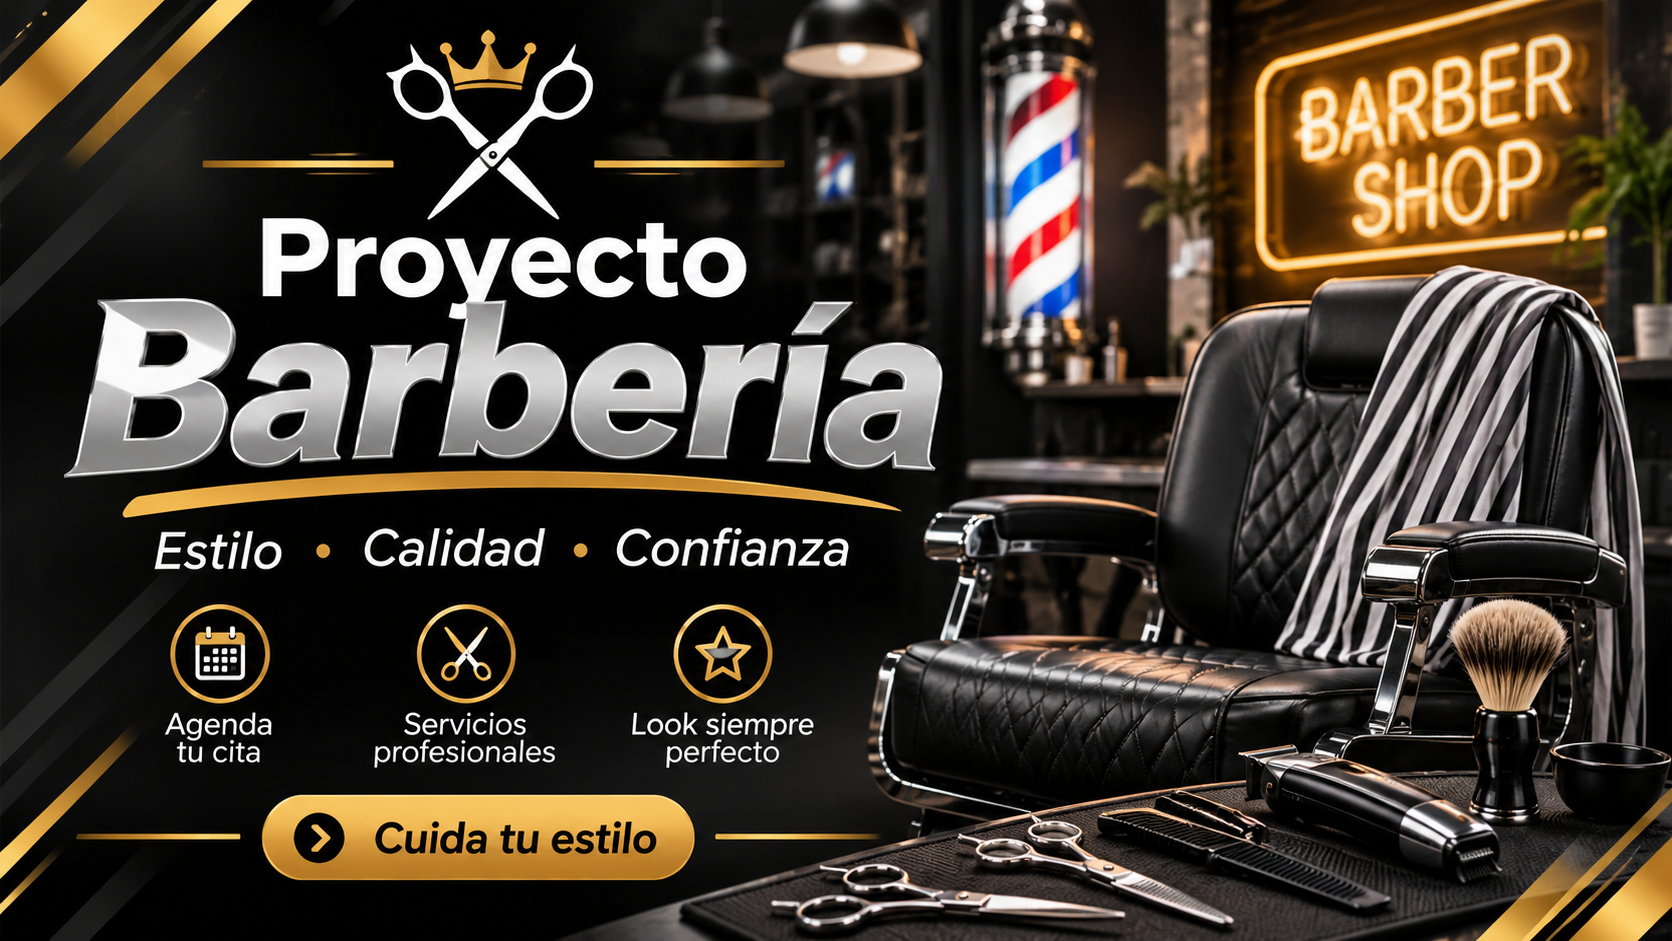 Proyecto
Barbería
Estilo • Calidad • Confianza
Agenda
tu cita
Servicios
profesionales
Look siempre
perfecto
Cuida tu estilo
BARBER
SHOP